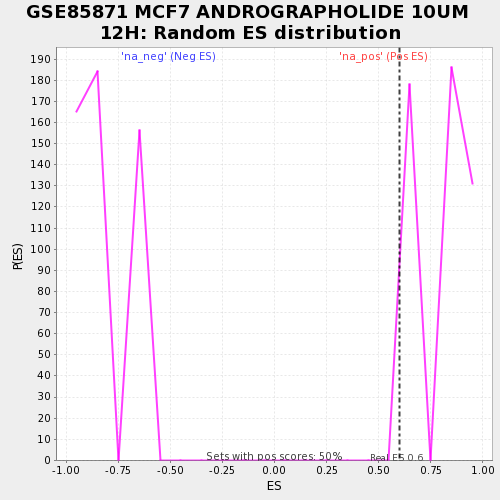 GSE85871 MCF7 ANDROGRAPHOLIDE 10UM
12H: Random ES distribution
'na_neg' (Neg ES)
'na_pos' (Pos ES)
P(ES)
190
180
170
160
150
140
130
120
110
100
90
80
70
60
50
40
30
20
10
0
Sets with pos scores: 50%
Real ES 0.6
-1.00 -0.75 -0.50 -0.25 0.00 0.25 0.50 0.75 1.00
ES